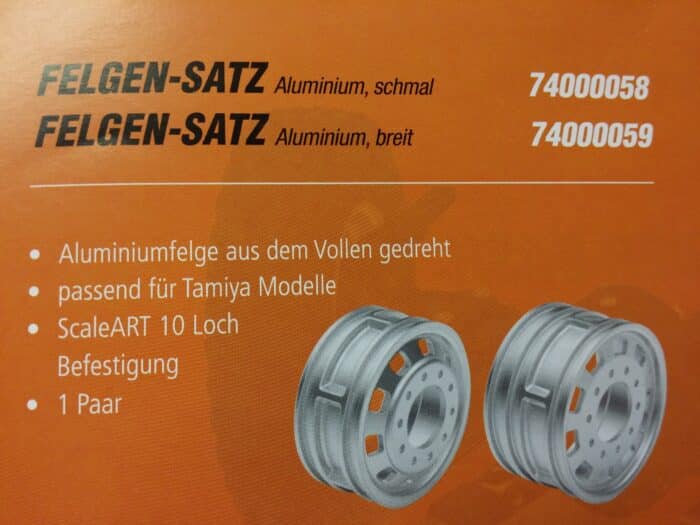 FELGEN-SATZ Aluminium, schmal 74000058
FELGEN-SATZ Aluminium, breit 74000059
• Aluminiumfelge aus dem Vollen gedreht
• passend für Tamiya Modelle
• ScaleART 10 Loch
Befestigung
• 1 Paar